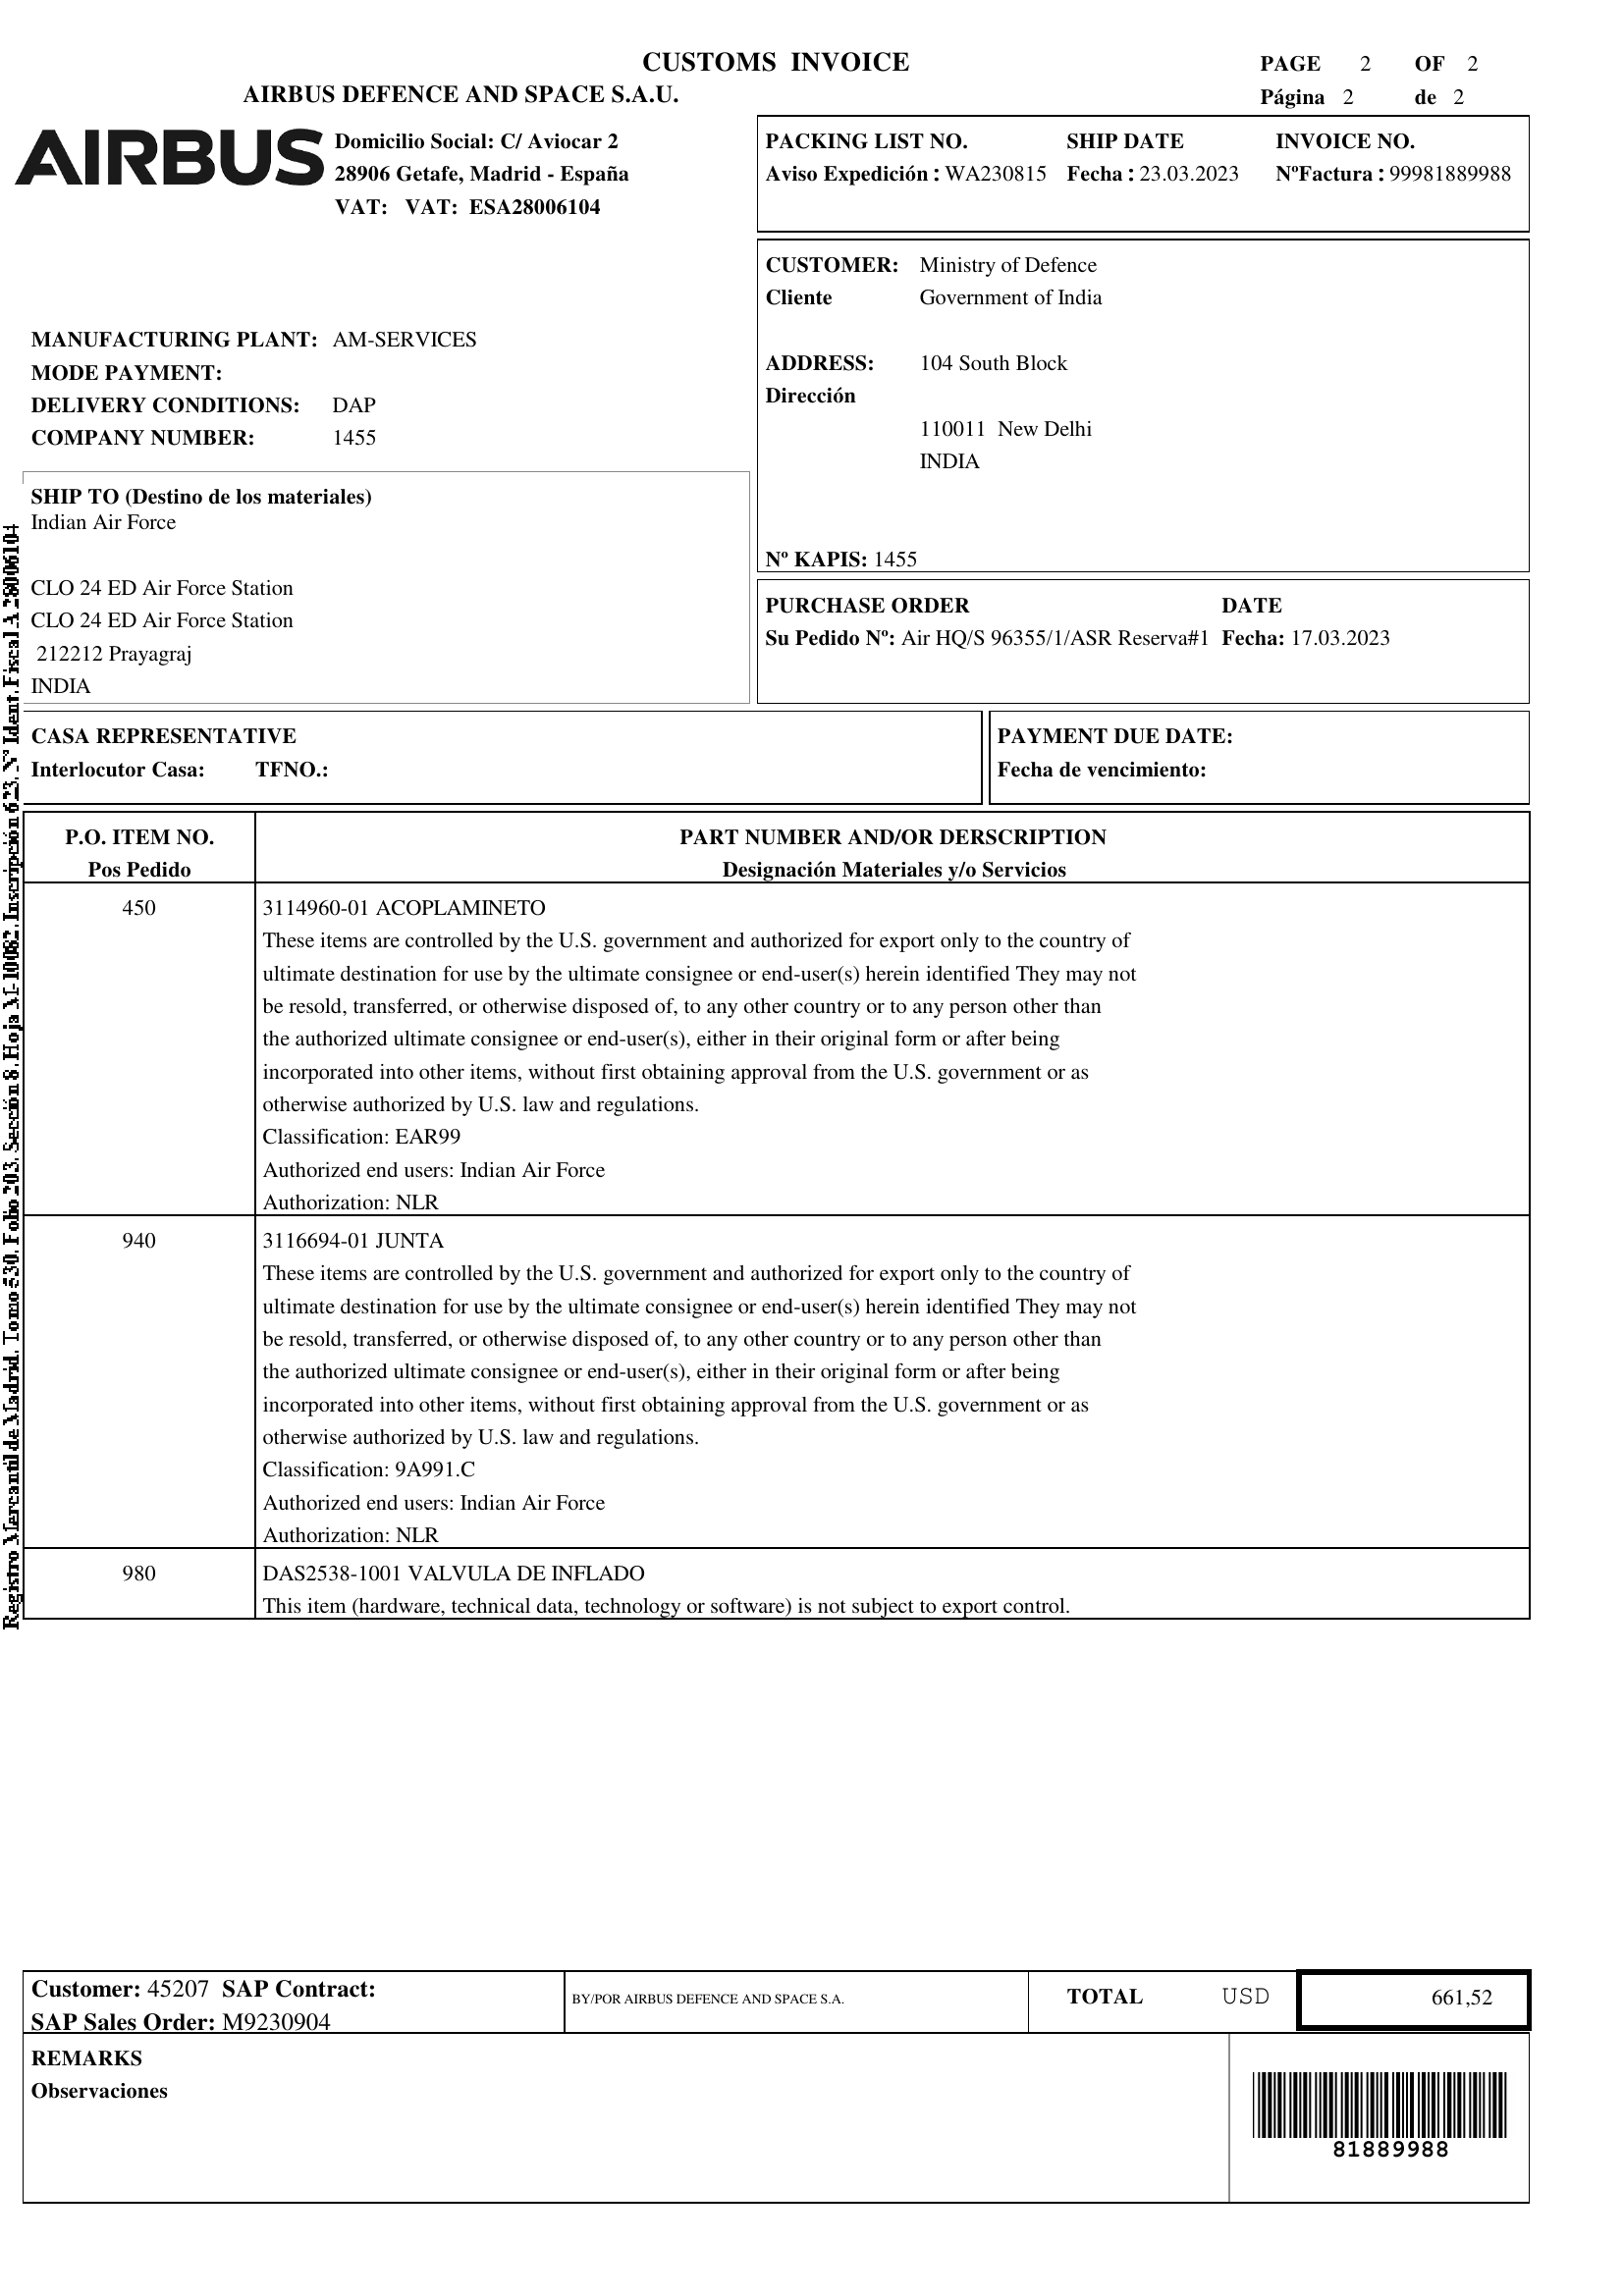 CUSTOMS INVOICE
PAGE 2 OF 2
AIRBUS DEFENCE AND SPACE S.A.U.
Página 2 de 2
AIRBUS
Domicilio Social: C/ Aviocar 2
28906 Getafe, Madrid - España
VAT: VAT: ESA28006104
PACKING LIST NO. SHIP DATE INVOICE NO.
Aviso Expedición : WA230815 Fecha : 23.03.2023 NºFactura : 99981889988
CUSTOMER: Ministry of Defence
Cliente Government of India
ADDRESS: 104 South Block
Dirección
110011 New Delhi
INDIA
Nº KAPIS: 1455
MANUFACTURING PLANT: AM-SERVICES
MODE PAYMENT:
DELIVERY CONDITIONS: DAP
COMPANY NUMBER: 1455
SHIP TO (Destino de los materiales)
Indian Air Force
CLO 24 ED Air Force Station
CLO 24 ED Air Force Station
212212 Prayagraj
INDIA
PURCHASE ORDER DATE
Su Pedido Nº: Air HQ/S 96355/1/ASR Reserva#1 Fecha: 17.03.2023
CASA REPRESENTATIVE
Interlocutor Casa: TFNO.:
PAYMENT DUE DATE:
Fecha de vencimiento:
P.O. ITEM NO. PART NUMBER AND/OR DERSCRIPTION
Pos Pedido Designación Materiales y/o Servicios
450 3114960-01 ACOPLAMINETO
These items are controlled by the U.S. government and authorized for export only to the country of
ultimate destination for use by the ultimate consignee or end-user(s) herein identified They may not
be resold, transferred, or otherwise disposed of, to any other country or to any person other than
the authorized ultimate consignee or end-user(s), either in their original form or after being
incorporated into other items, without first obtaining approval from the U.S. government or as
otherwise authorized by U.S. law and regulations.
Classification: EAR99
Authorized end users: Indian Air Force
Authorization: NLR
940 3116694-01 JUNTA
These items are controlled by the U.S. government and authorized for export only to the country of
ultimate destination for use by the ultimate consignee or end-user(s) herein identified They may not
be resold, transferred, or otherwise disposed of, to any other country or to any person other than
the authorized ultimate consignee or end-user(s), either in their original form or after being
incorporated into other items, without first obtaining approval from the U.S. government or as
otherwise authorized by U.S. law and regulations.
Classification: 9A991.C
Authorized end users: Indian Air Force
Authorization: NLR
980 DAS2538-1001 VALVULA DE INFLADO
This item (hardware, technical data, technology or software) is not subject to export control.
Customer: 45207 SAP Contract:
SAP Sales Order: M9230904
BY/POR AIRBUS DEFENCE AND SPACE S.A.
TOTAL USD 661,52
REMARKS
Observaciones
81889988
Registro Mercantil de Madrid, Tomo 530, Folio 203, Sección 8, Hoja M-10082, Inscripción 623, Nº Ident. Fiscal A 28006104